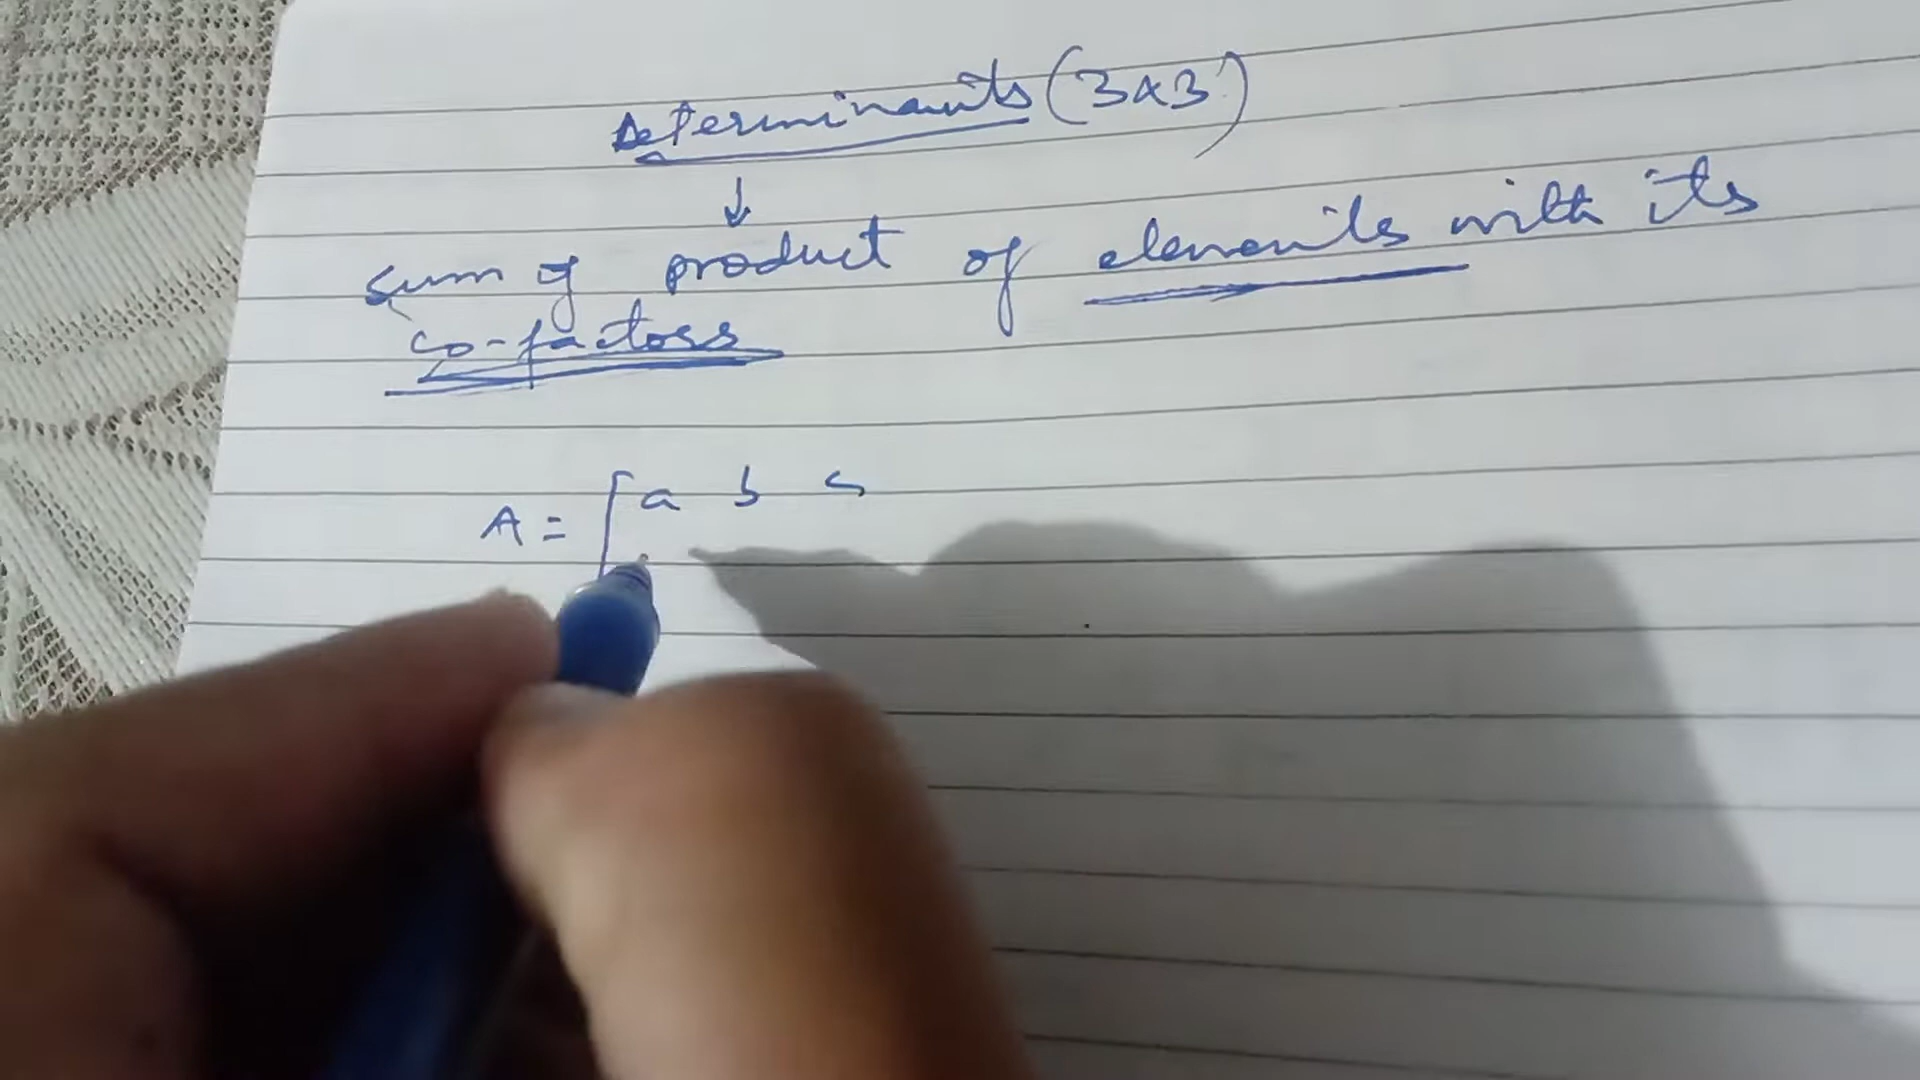 Determinants (3x3)
↓
sum of product of elements with its
co-factors
A = [ a b c